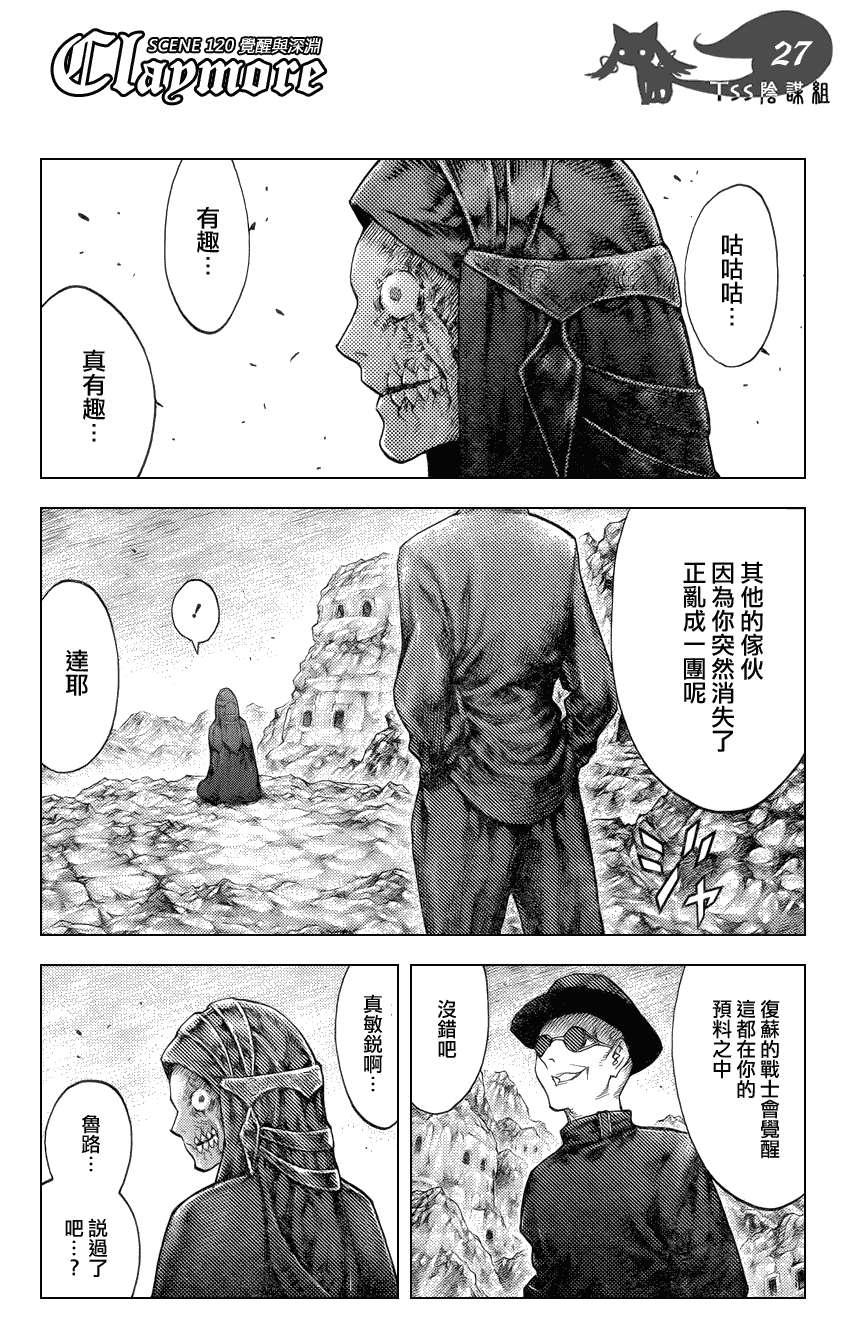 SCENE 120 覺醒與深淵
Claymore
27
Tss陰謀組
咕咕咕…
有趣…
真有趣…
其他的傢伙
因為你突然消失了
正亂成一團呢
！
達耶
ジャ
復蘇的戰士會覺醒
這都在你的
預料之中
沒錯吧
真敏銳啊…
魯路…
說過了
吧…？